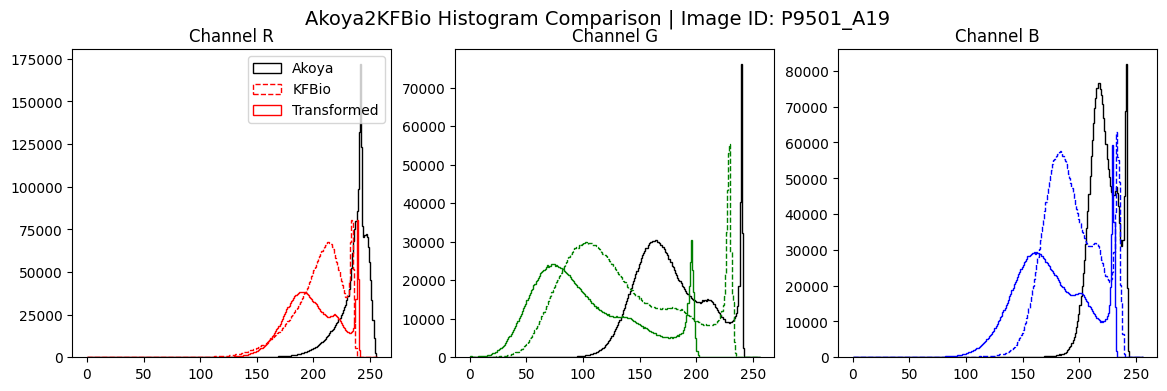 Akoya2KFBio Histogram Comparison | Image ID: P9501_A19
Channel R
Channel G
Channel B
175000
150000
125000
100000
75000
50000
25000
0
0 50 100 150 200 250
Akoya
KFBio
Transformed
70000
60000
50000
40000
30000
20000
10000
0
0 50 100 150 200 250
80000
70000
60000
50000
40000
30000
20000
10000
0
0 50 100 150 200 250